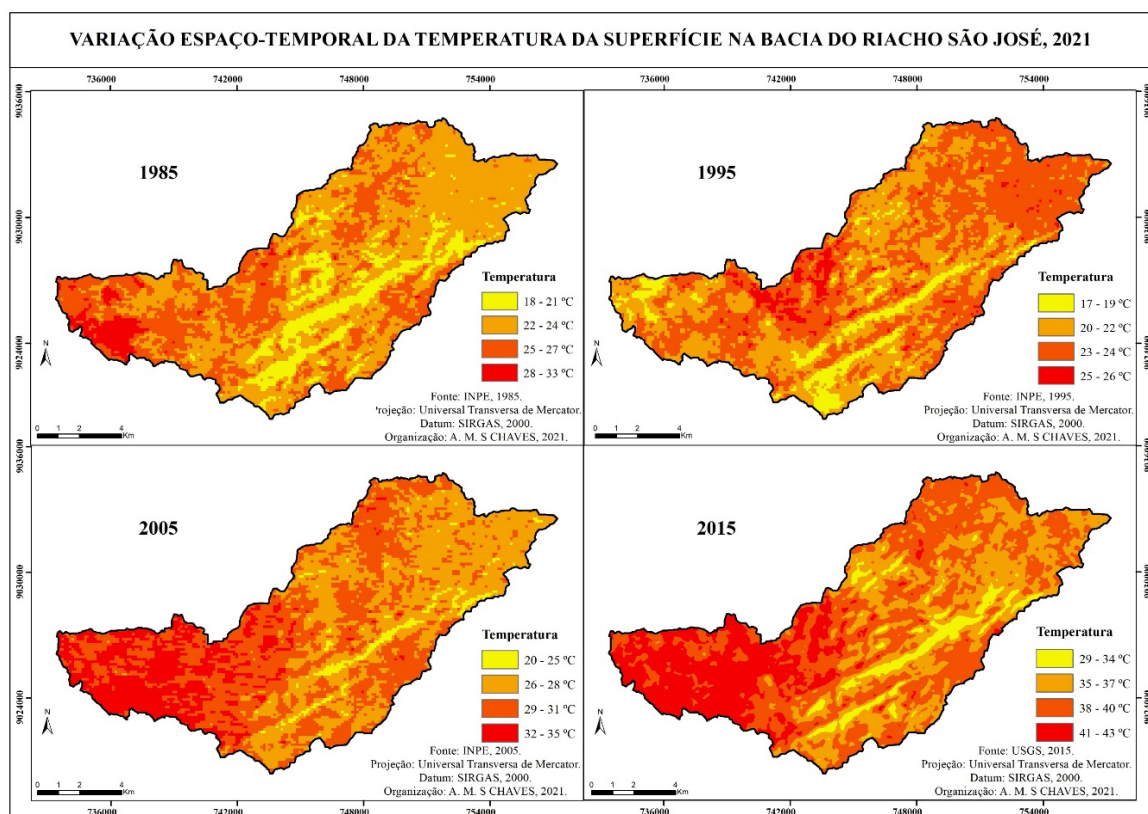 VARIAÇÃO ESPAÇO-TEMPORAL DA TEMPERATURA DA SUPERFÍCIE NA BACIA DO RIACHO SÃO JOSÉ, 2021
736000 742000 748000 754000 736000 742000 748000 754000
9036000
9030000
9024000
1985
Temperatura
18 - 21 ºC
22 - 24 ºC
25 - 27 ºC
28 - 33 ºC
N
0 1 2 4
Km
Fonte: INPE, 1985.
rojeção: Universal Transversa de Mercator.
Datum: SIRGAS, 2000.
Organização: A. M. S CHAVES, 2021.
1995
Temperatura
17 - 19 ºC
20 - 22 ºC
23 - 24 ºC
25 - 26 ºC
N
0 1 2 4
Km
Fonte: INPE, 1995.
Projeção: Universal Transversa de Mercator.
Datum: SIRGAS, 2000.
Organização: A. M. S CHAVES, 2021.
9036000
9030000
9024000
2005
Temperatura
20 - 25 ºC
26 - 28 ºC
29 - 31 ºC
32 - 35 ºC
N
0 1 2 4
Km
Fonte: INPE, 2005.
Projeção: Universal Transversa de Mercator.
Datum: SIRGAS, 2000.
Organização: A. M. S CHAVES, 2021.
2015
Temperatura
29 - 34 ºC
35 - 37 ºC
38 - 40 ºC
41 - 43 ºC
N
0 1 2 4
Km
Fonte: USGS, 2015.
Projeção: Universal Transversa de Mercator.
Datum: SIRGAS, 2000.
Organização: A. M. S CHAVES, 2021.
736000 742000 748000 754000 736000 742000 748000 754000